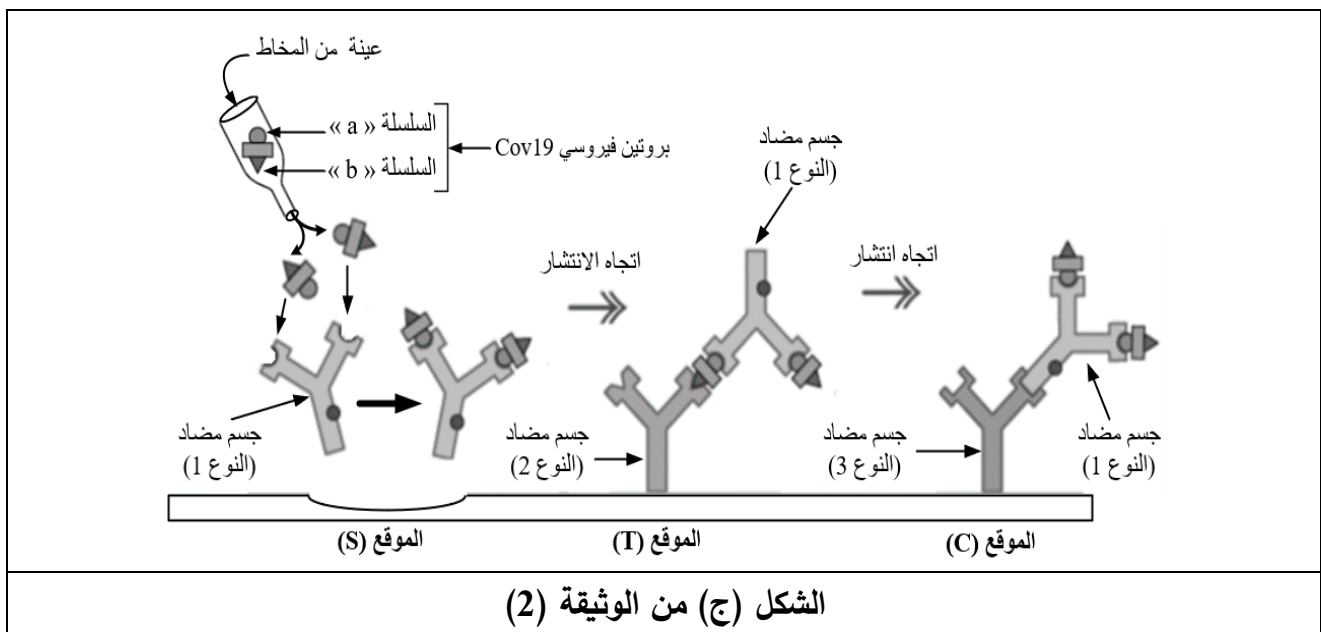 عينة من المخاط
السلسلة « a »
السلسلة « b »
بروتين فيروسي Cov19
جسم مضاد
(النوع 1)
اتجاه الانتشار
اتجاه انتشار
جسم مضاد
(النوع 1)
جسم مضاد
(النوع 2)
جسم مضاد
(النوع 3)
جسم مضاد
(النوع 1)
الموقع (S)
الموقع (T)
الموقع (C)
الشكل (ج) من الوثيقة (2)